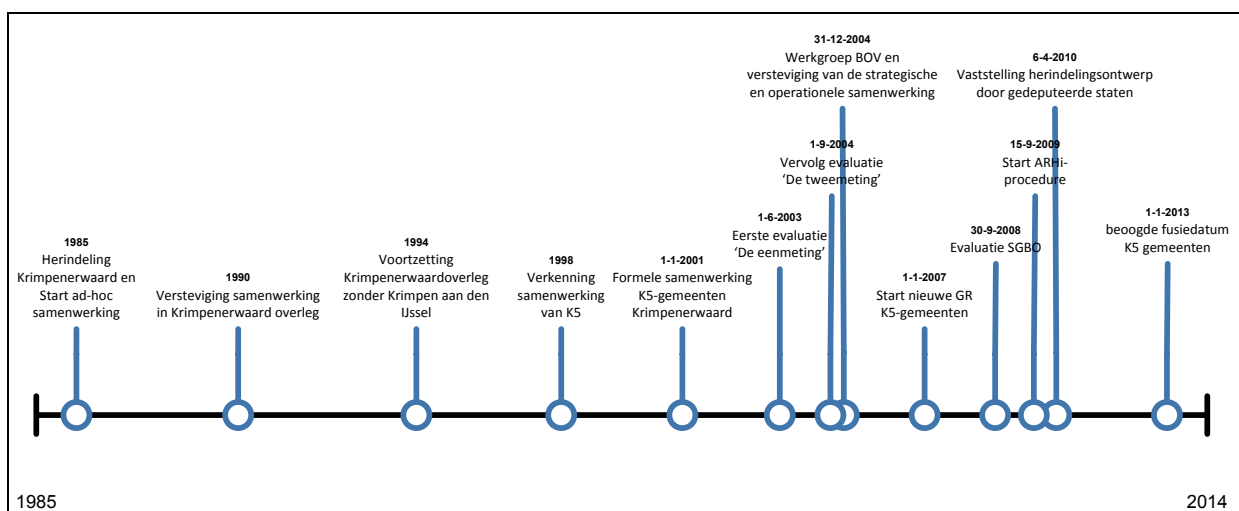 1985
Herindeling
Krimpenerwaard en
Start ad-hoc
samenwerking
1990
Versteviging samenwerking
in Krimpenerwaard overleg
1994
Voortzetting
Krimpenerwaardoverleg
zonder Krimpen aan den
IJssel
1998
Verkenning
samenwerking
van K5
1-1-2001
Formele samenwerking
K5-gemeenten
Krimpenerwaard
1-6-2003
Eerste evaluatie
‘De eenmeting’
1-9-2004
Vervolg evaluatie
‘De tweemeting’
31-12-2004
Werkgroep BOV en
versteviging van de strategische
en operationele samenwerking
1-1-2007
Start nieuwe GR
K5-gemeenten
30-9-2008
Evaluatie SGBO
15-9-2009
Start ARHi-
procedure
6-4-2010
Vaststelling herindelingsontwerp
door gedeputeerde staten
1-1-2013
beoogde fusiedatum
K5 gemeenten
1985
2014